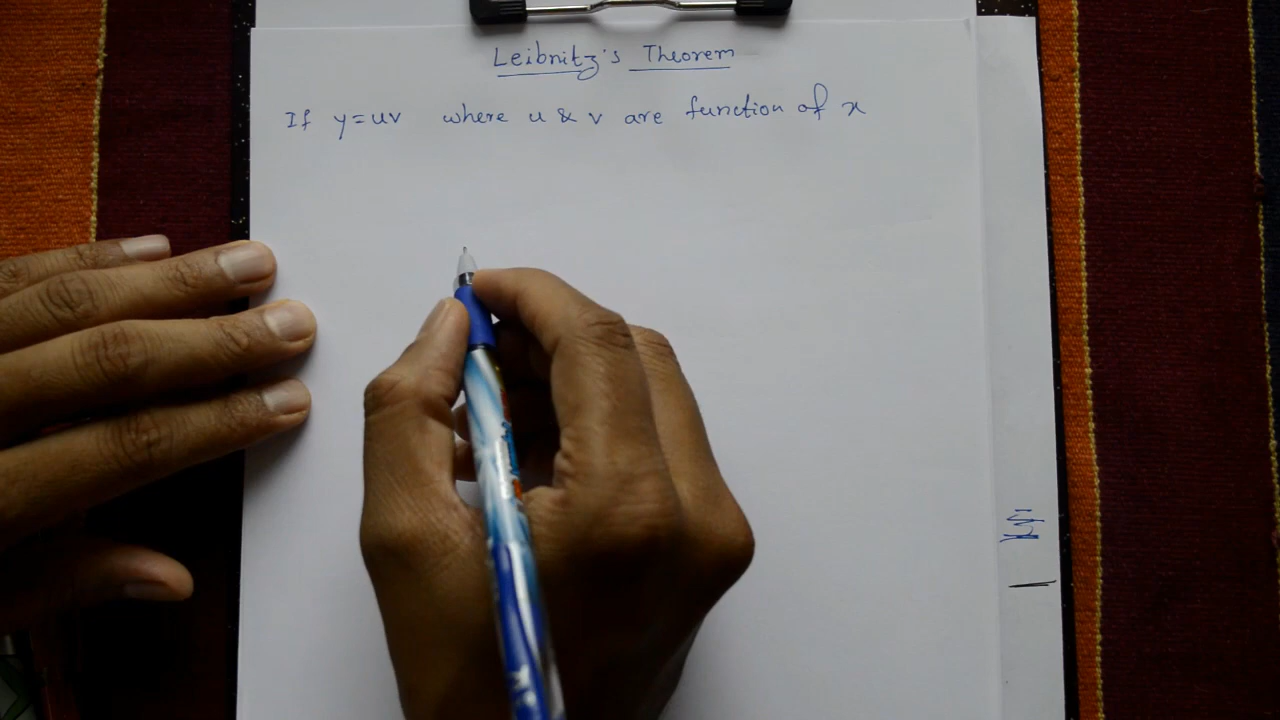 Leibnitz's Theorem
If y=uv where u & v are function of x